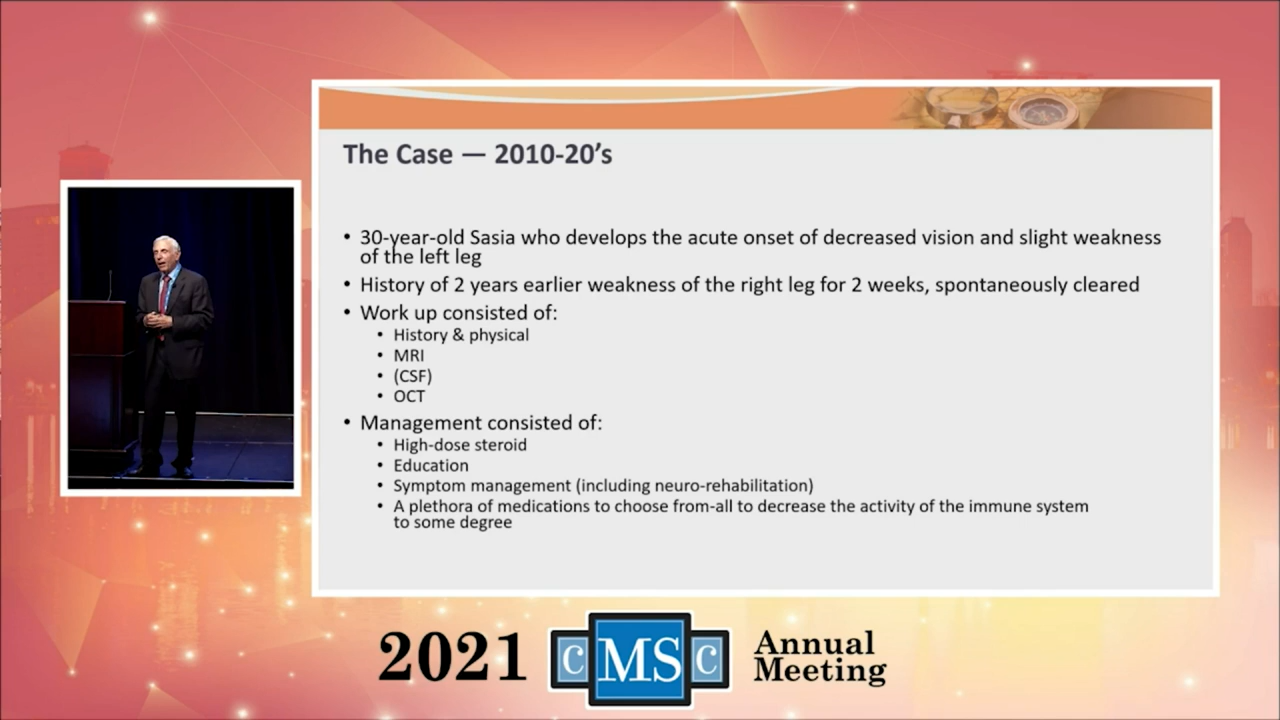 The Case — 2010-20’s
• 30-year-old Sasia who develops the acute onset of decreased vision and slight weakness
of the left leg
• History of 2 years earlier weakness of the right leg for 2 weeks, spontaneously cleared
• Work up consisted of:
• History & physical
• MRI
• (CSF)
• OCT
• Management consisted of:
• High-dose steroid
• Education
• Symptom management (including neuro-rehabilitation)
• A plethora of medications to choose from-all to decrease the activity of the immune system
to some degree
2021 CMSC Annual
Meeting